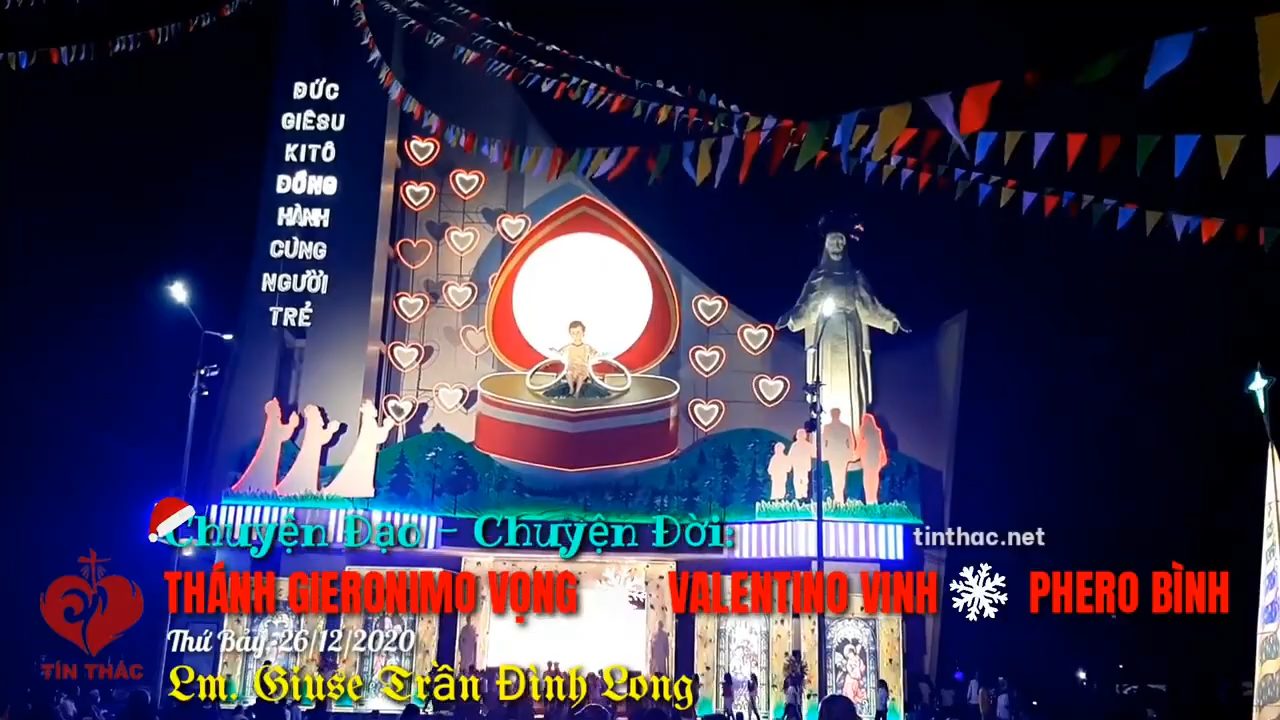 ĐỨC
GIÊSU
KITÔ
ĐỒNG
HÀNH
CÙNG
NGƯỜI
TRẺ
Chuyện Đạo - Chuyện Đời:
tinthac.net
THÁNH GIERONIMO VỌNG VALENTINO VINH PHERO BÌNH
Thứ Bảy, 26/12/2020
TÍN THÁC
Lm. Giuse Trần Đình Long